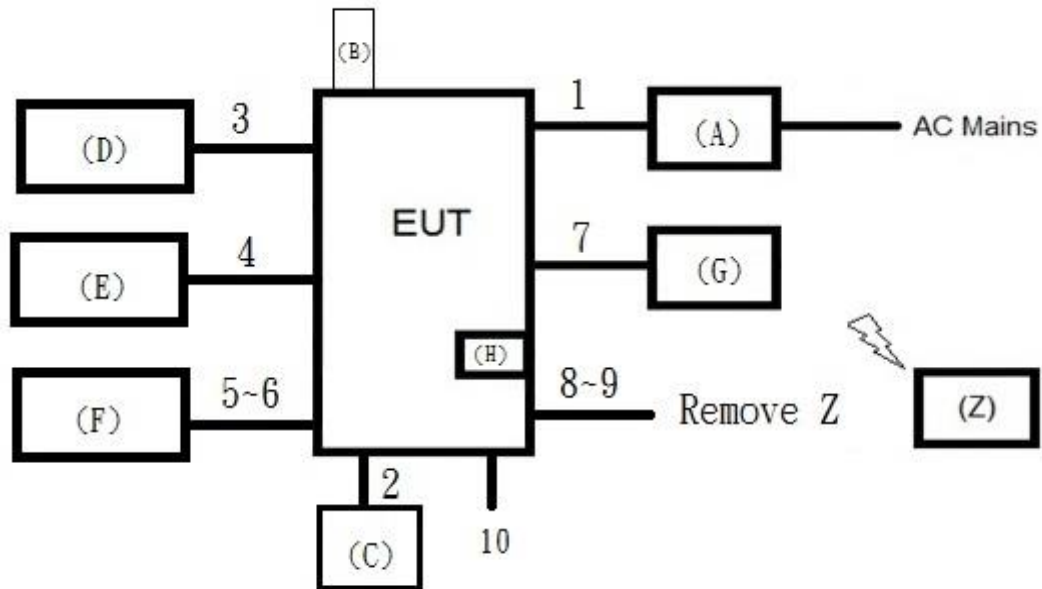 (B)
1
(A)
AC Mains
3
(D)
EUT
7
(G)
4
(E)
(H)
8~9
Remove Z
(Z)
5~6
(F)
2
(C)
10